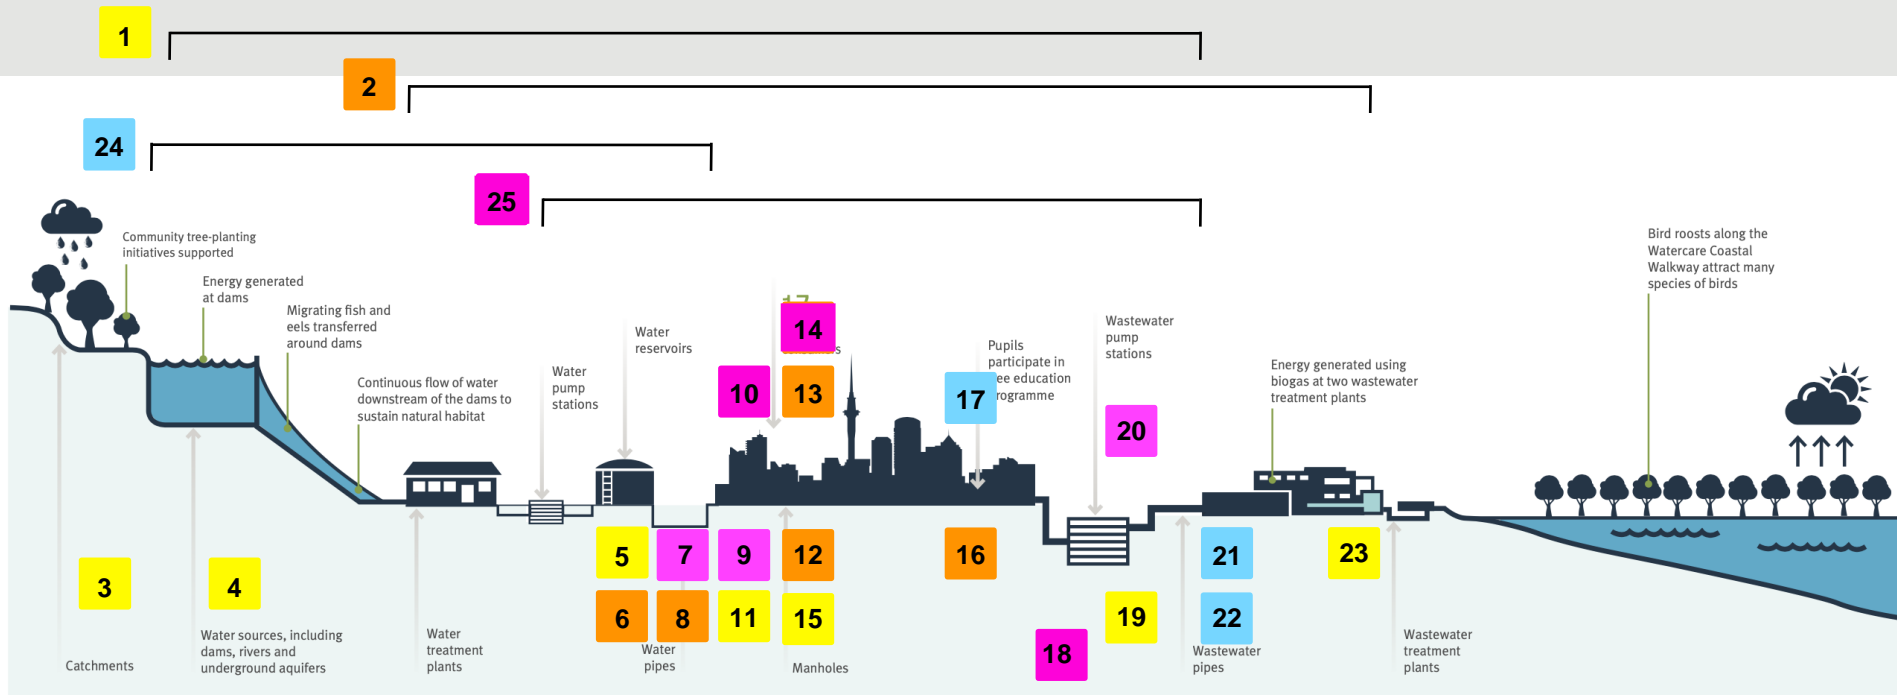 1
2
24
25
Community tree-planting
initiatives supported
Energy generated
at dams
Migrating fish and
eels transferred
around dams
Continuous flow of water
downstream of the dams to
sustain natural habitat
Water
pump
stations
Water
reservoirs
14
10
13
Pupils
participate in
education
17
Wastewater
pump
stations
20
Energy generated using
biogas at two wastewater
treatment plants
Bird roosts along the
Watercare Coastal
Walkway attract many
species of birds
3
4
5
7
9
12
16
21
23
6
8
11
15
19
22
18
Catchments
Water sources, including
dams, rivers and
underground aquifers
Water
treatment
plants
Water
pipes
Manholes
Wastewater
pipes
Wastewater
treatment
plants